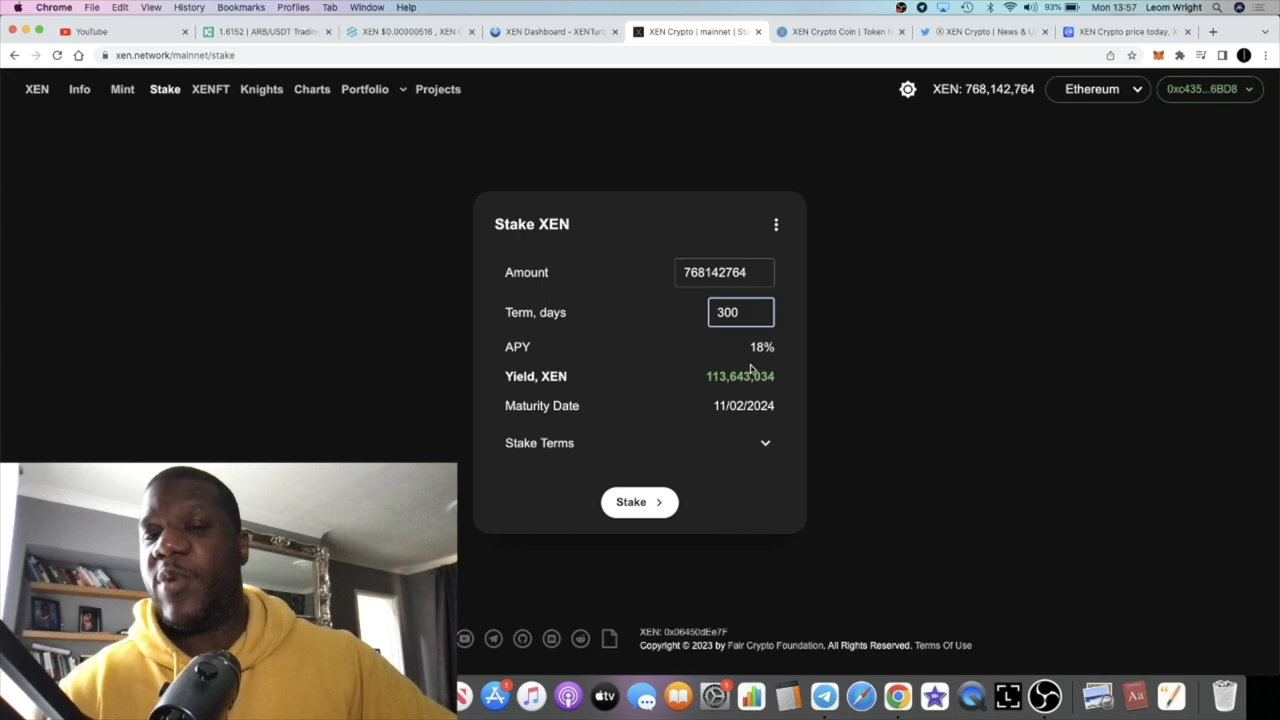 Chrome File Edit View History Bookmarks Profiles Tab Window Help 93% Mon 13:57 Leom Wright
YouTube 1.6152 | ARB/USDT Tradin XEN $0.00000516 , XEN C XEN Dashboard - XENTur XEN Crypto | mainnet | St XEN Crypto Coin | Token N XEN Crypto | News & U XEN Crypto price today, X
xen.network/mainnet/stake
XEN Info Mint Stake XENFT Knights Charts Portfolio Projects XEN: 768,142,764 Ethereum 0xc435...6BD8
Stake XEN
Amount 768142764
Term, days 300
APY 18%
Yield, XEN 113,643,034
Maturity Date 11/02/2024
Stake Terms
Stake
XEN: 0x06450dEe7F
Copyright © 2023 by Fair Crypto Foundation. All Rights Reserved. Terms Of Use
tv